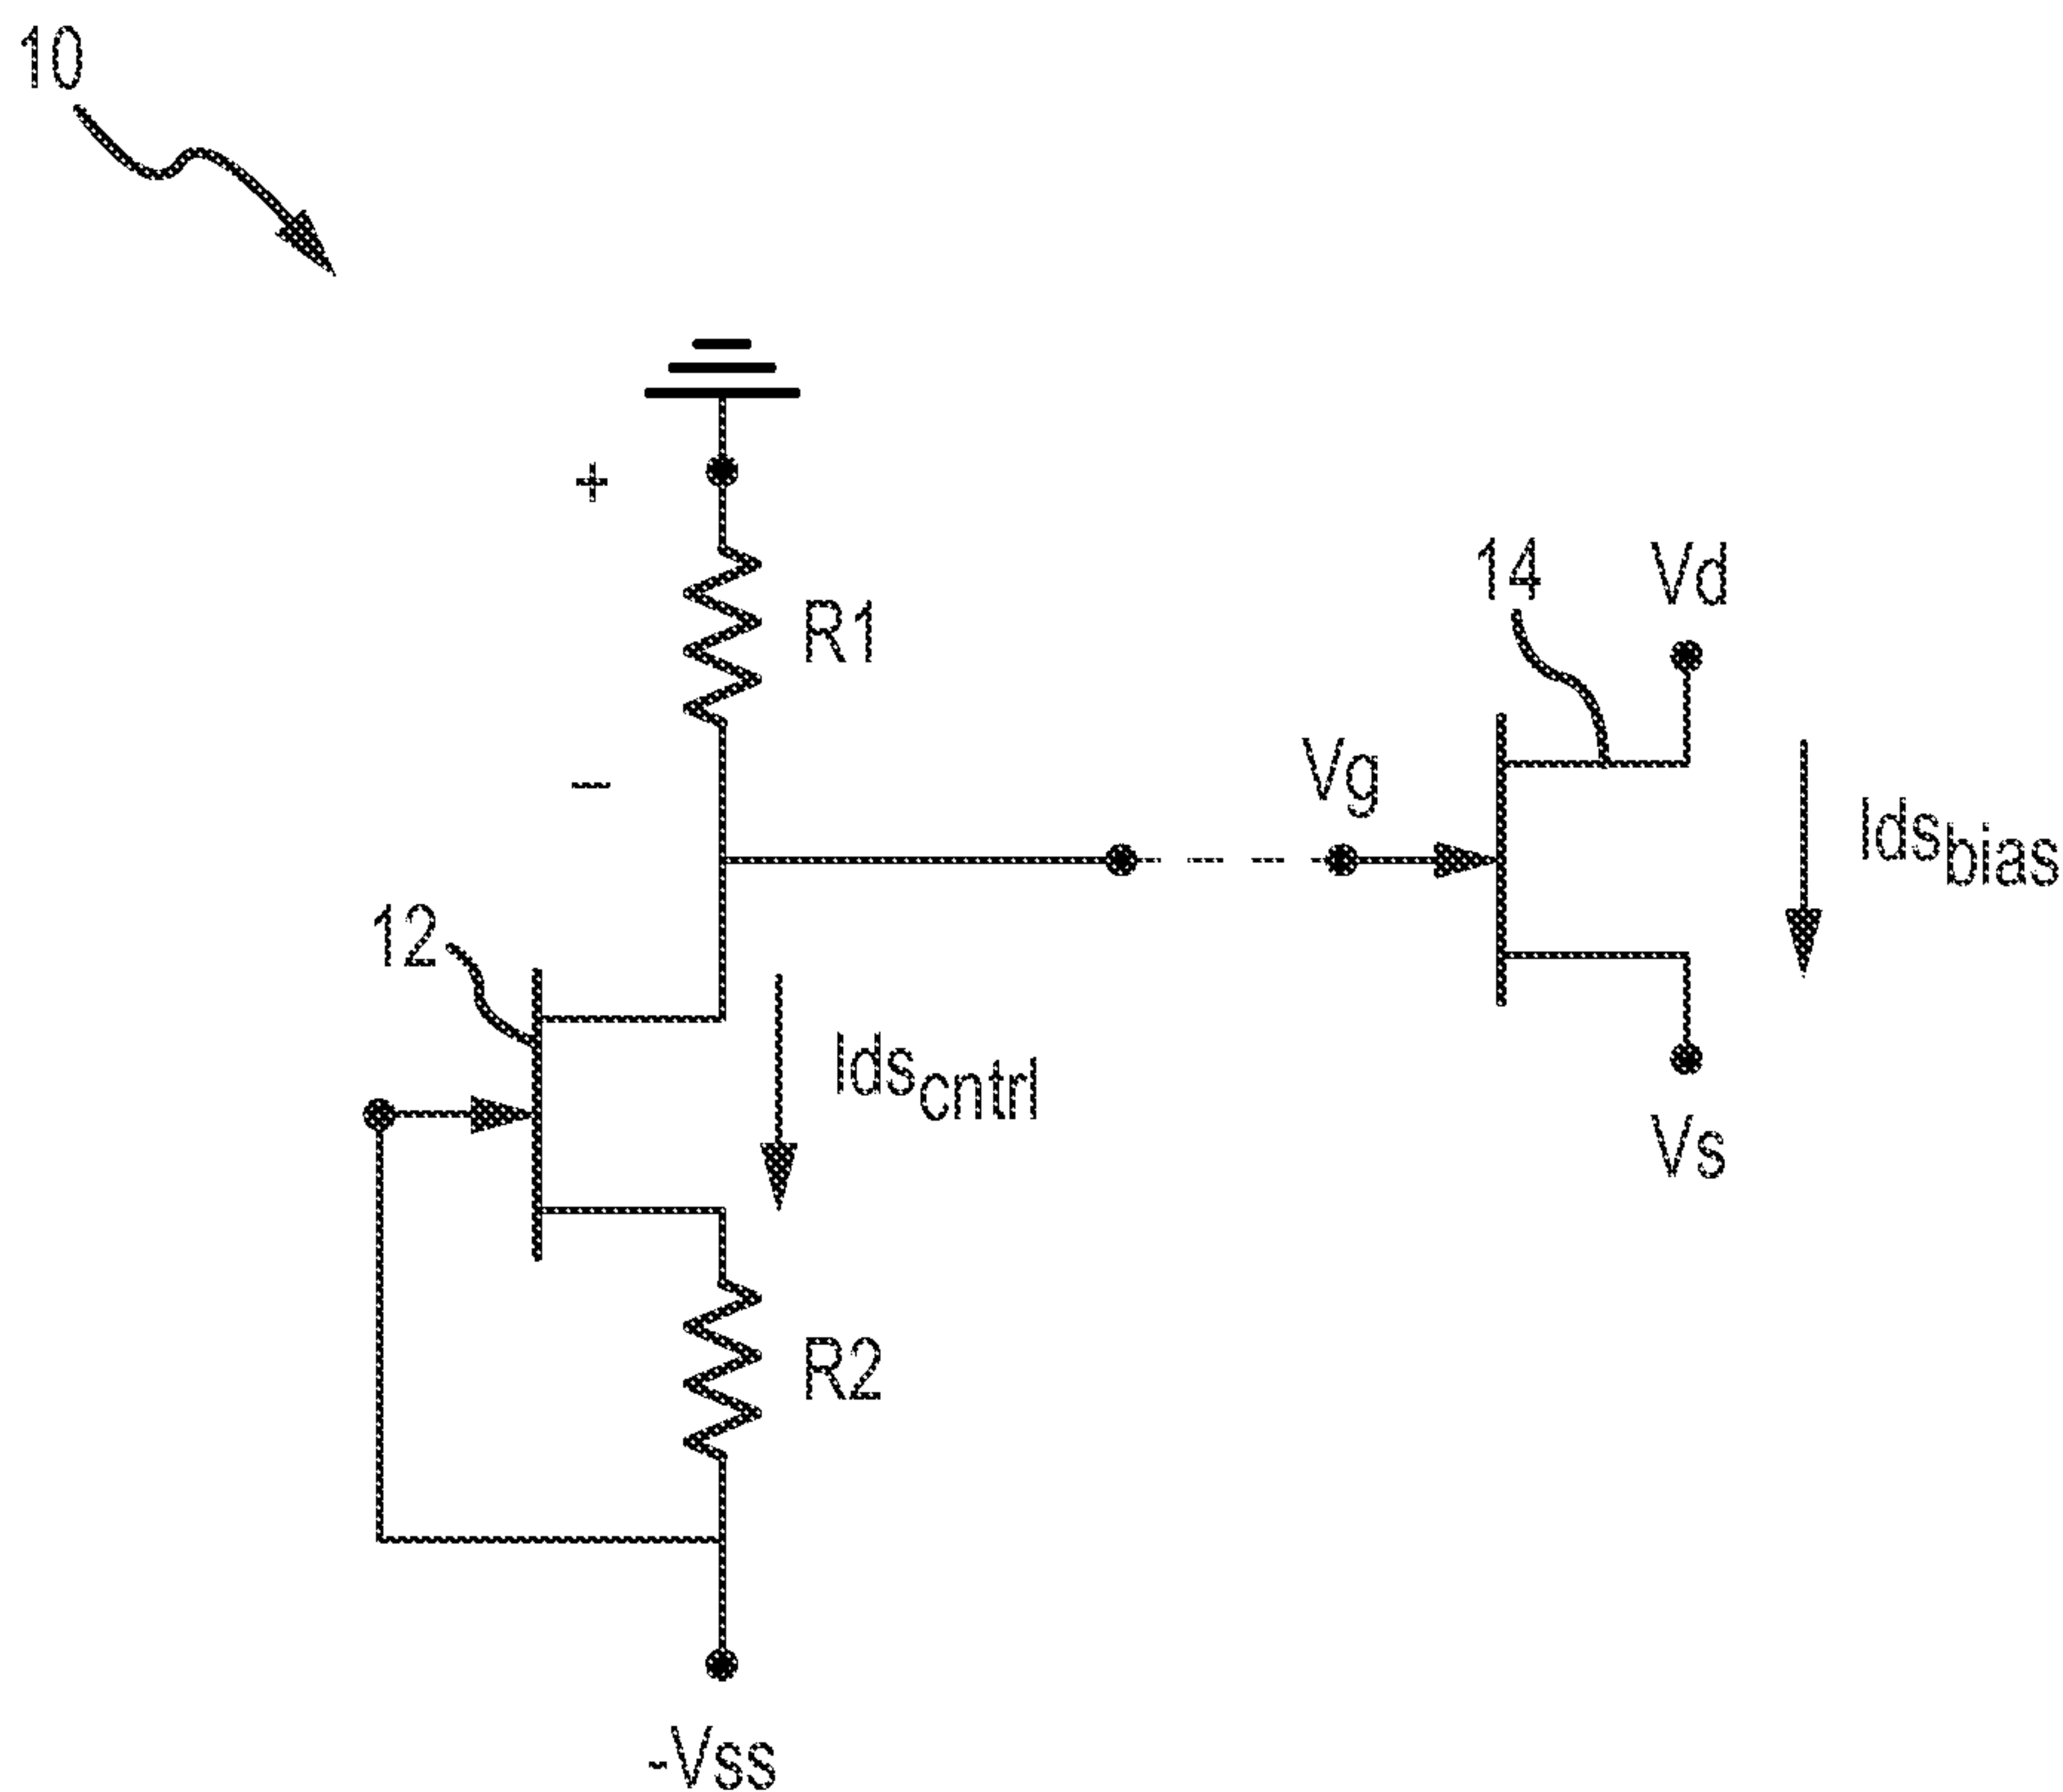 10
+
R1
–
14
Vd
Vg
Idsbias
12
Idscntrl
Vs
R2
-Vss